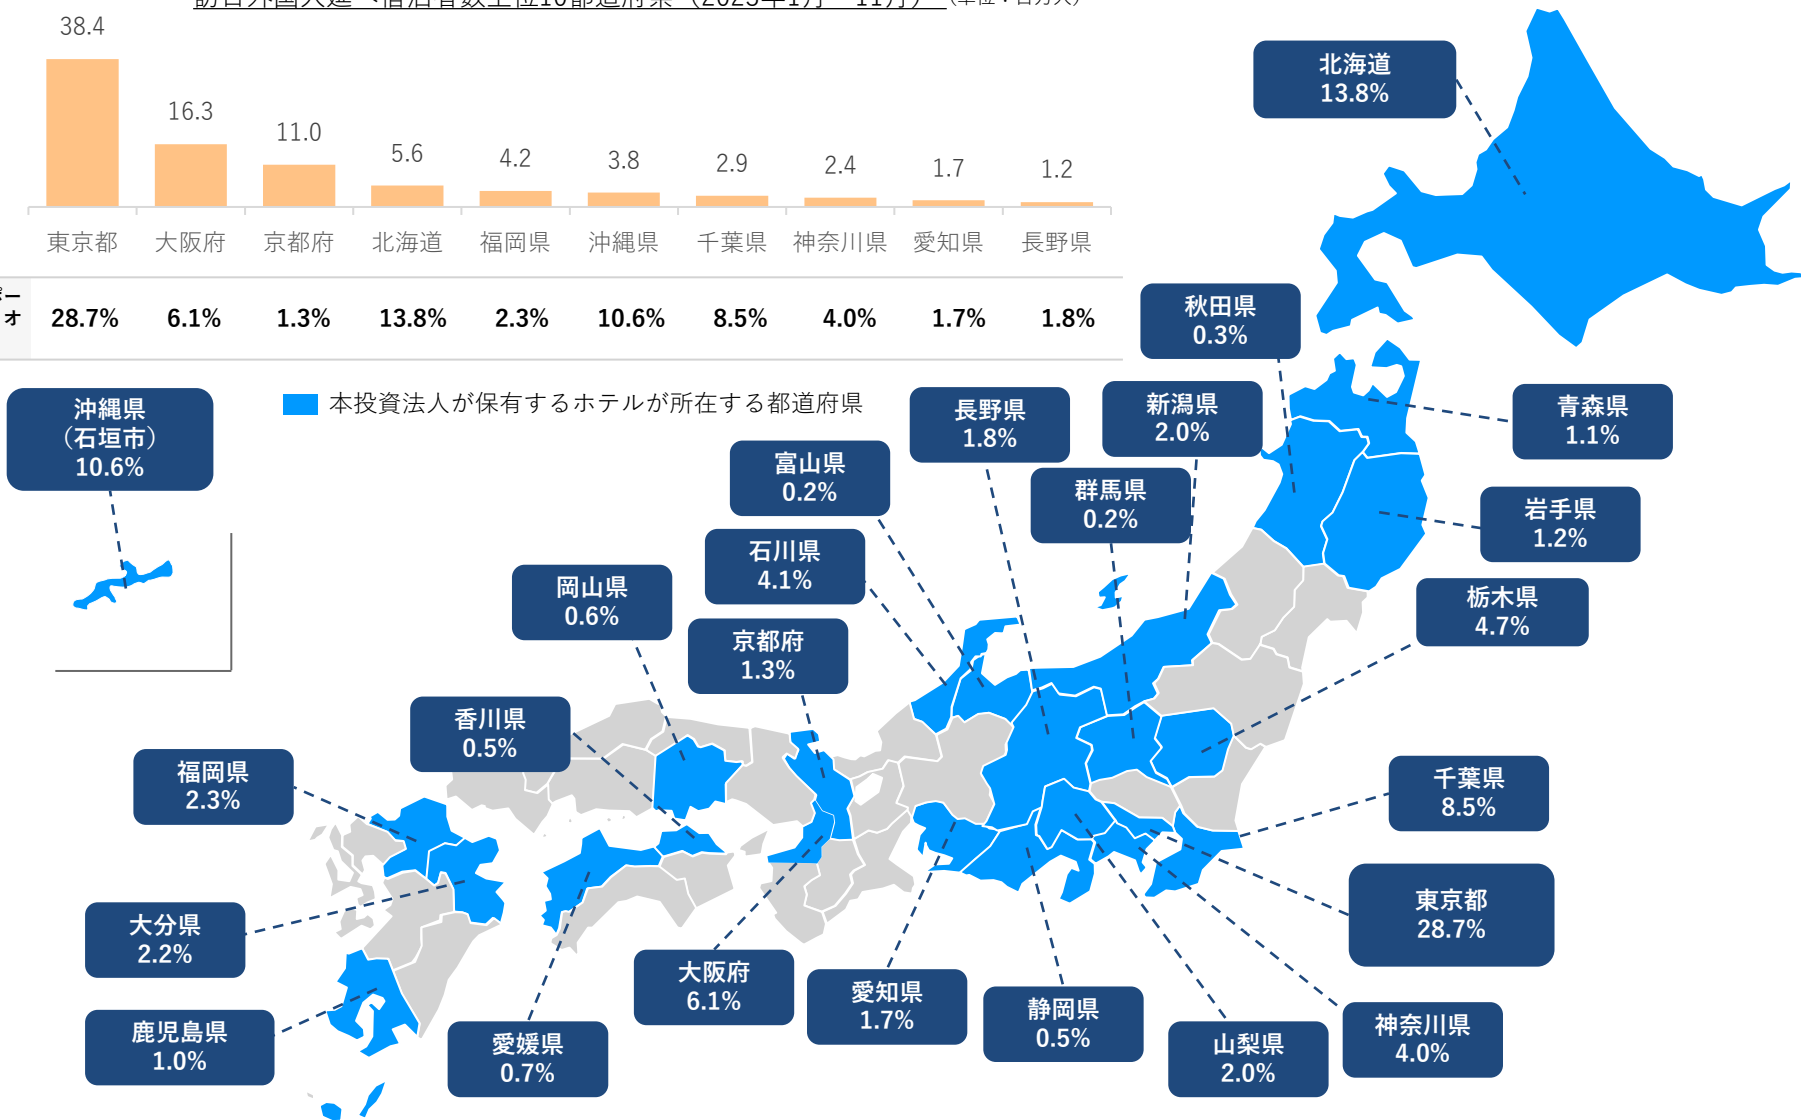 38.4
16.3
11.0
5.6
4.2
3.8
2.9
2.4
1.7
1.2
東京都
大阪府
京都府
北海道
福岡県
沖縄県
千葉県
神奈川県
愛知県
長野県
28.7%
6.1%
1.3%
13.8%
2.3%
10.6%
8.5%
4.0%
1.7%
1.8%
本投資法人が保有するホテルが所在する都道府県
北海道
13.8%
秋田県
0.3%
青森県
1.1%
岩手県
1.2%
栃木県
4.7%
千葉県
8.5%
東京都
28.7%
神奈川県
4.0%
山梨県
2.0%
静岡県
0.5%
愛知県
1.7%
大阪府
6.1%
愛媛県
0.7%
鹿児島県
1.0%
大分県
2.2%
福岡県
2.3%
香川県
0.5%
京都府
1.3%
岡山県
0.6%
石川県
4.1%
富山県
0.2%
長野県
1.8%
群馬県
0.2%
新潟県
2.0%
沖縄県
（石垣市）
10.6%